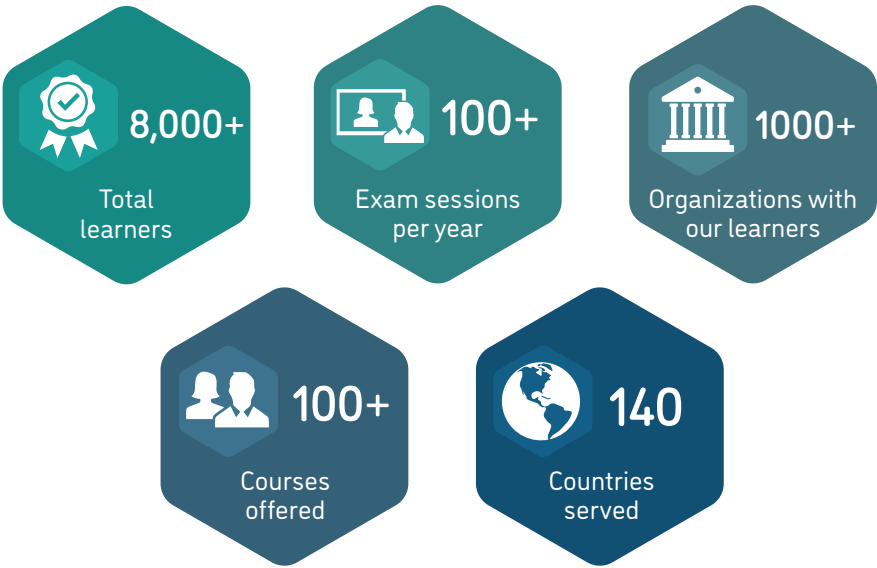 8,000+
Total
learners
100+
Exam sessions
per year
1000+
Organizations with
our learners
100+
Courses
offered
140
Countries
served